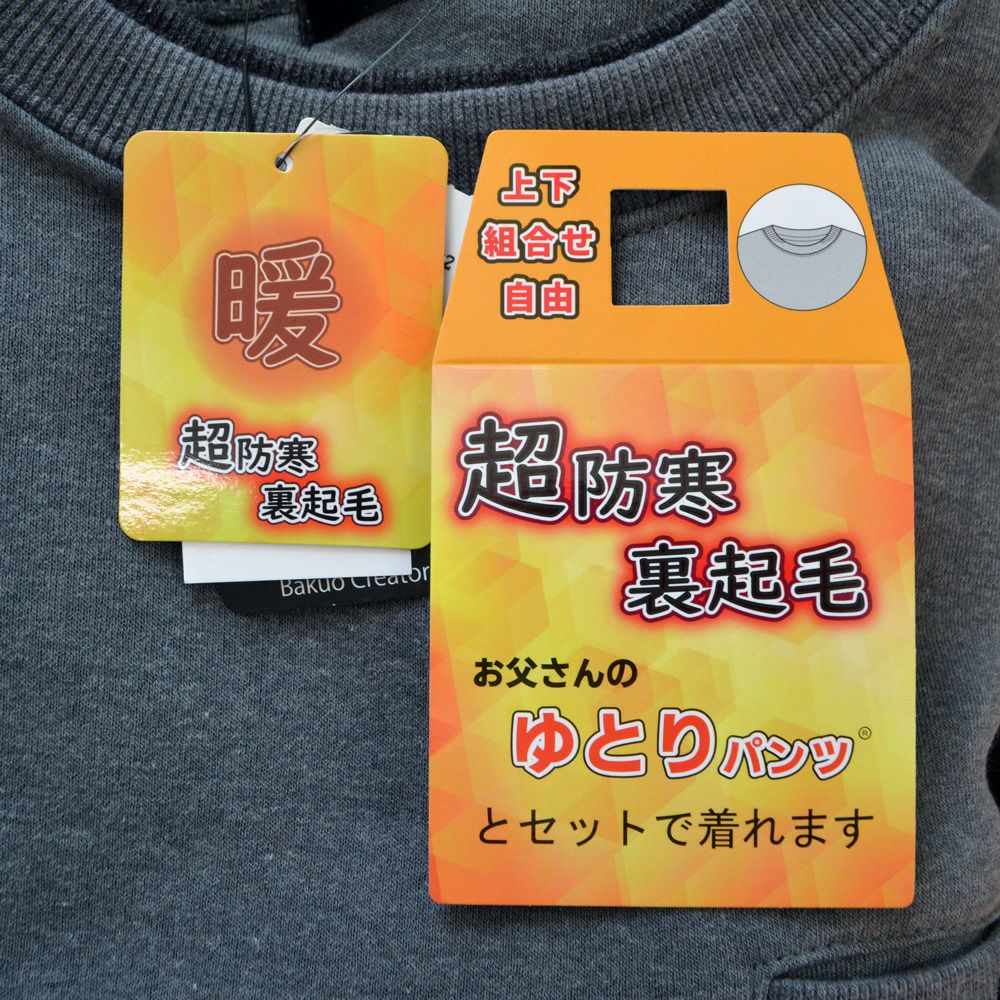 暖
超防寒
裏起毛
Bakuo Creator
上下
組合せ
自由
超防寒
裏起毛
お父さんの
ゆとりパンツ®
とセットで着れます